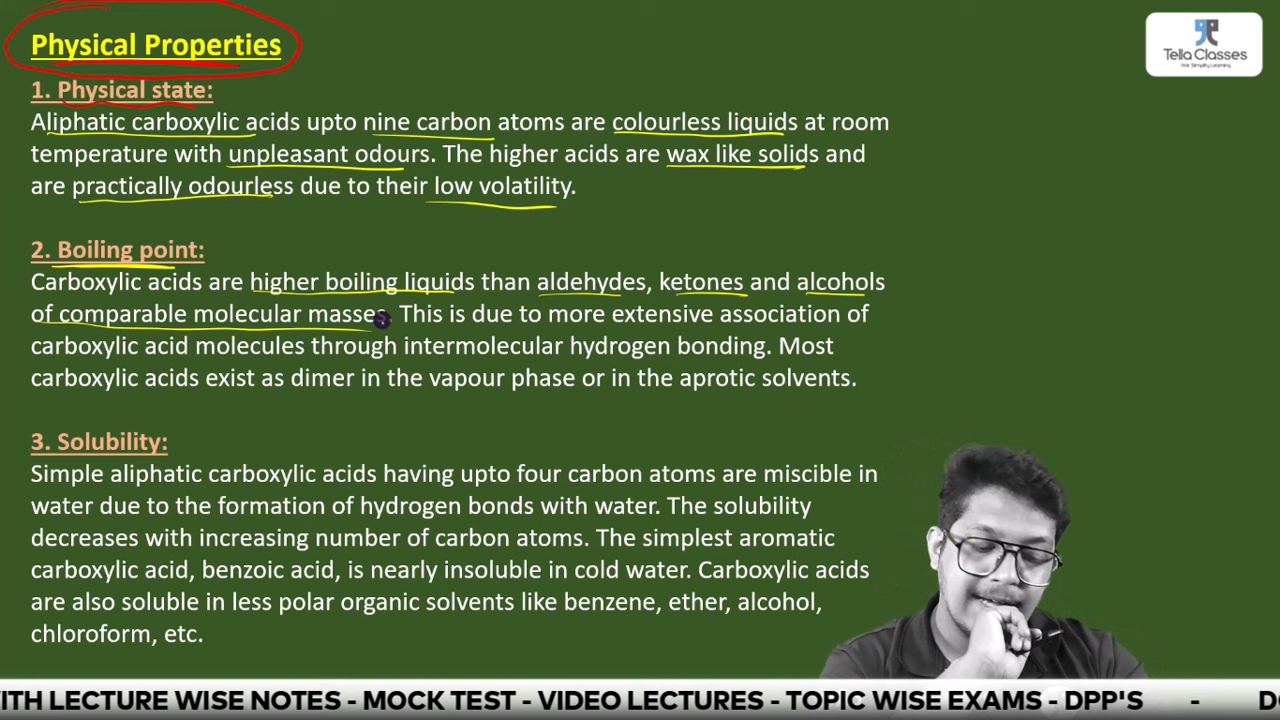 Physical Properties
Tella Classes
We Simplify Learning
1. Physical state:
Aliphatic carboxylic acids upto nine carbon atoms are colourless liquids at room
temperature with unpleasant odours. The higher acids are wax like solids and
are practically odourless due to their low volatility.
2. Boiling point:
Carboxylic acids are higher boiling liquids than aldehydes, ketones and alcohols
of comparable molecular masses. This is due to more extensive association of
carboxylic acid molecules through intermolecular hydrogen bonding. Most
carboxylic acids exist as dimer in the vapour phase or in the aprotic solvents.
3. Solubility:
Simple aliphatic carboxylic acids having upto four carbon atoms are miscible in
water due to the formation of hydrogen bonds with water. The solubility
decreases with increasing number of carbon atoms. The simplest aromatic
carboxylic acid, benzoic acid, is nearly insoluble in cold water. Carboxylic acids
are also soluble in less polar organic solvents like benzene, ether, alcohol,
chloroform, etc.
ITH LECTURE WISE NOTES - MOCK TEST - VIDEO LECTURES - TOPIC WISE EXAMS - DPP'S - D